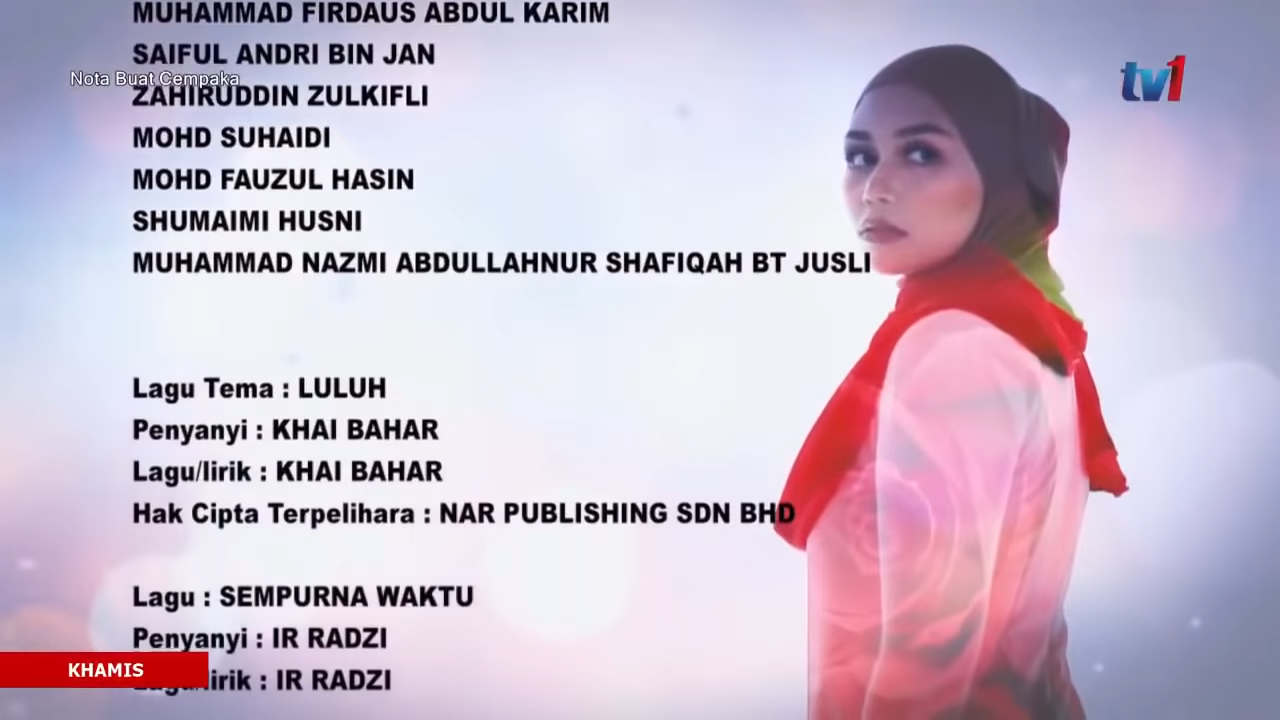 MUHAMMAD FIRDAUS ABDUL KARIM
SAIFUL ANDRI BIN JAN
Nota Buat Cempaka
ZAHIRUDDIN ZULKIFLI
tv1
MOHD SUHAIDI
MOHD FAUZUL HASIN
SHUMAIMI HUSNI
MUHAMMAD NAZMI ABDULLAHNUR SHAFIQAH BT JUSLI
Lagu Tema : LULUH
Penyanyi : KHAI BAHAR
Lagu/lirik : KHAI BAHAR
Hak Cipta Terpelihara : NAR PUBLISHING SDN BHD
Lagu : SEMPURNA WAKTU
Penyanyi : IR RADZI
KHAMIS
Lagu/lirik : IR RADZI